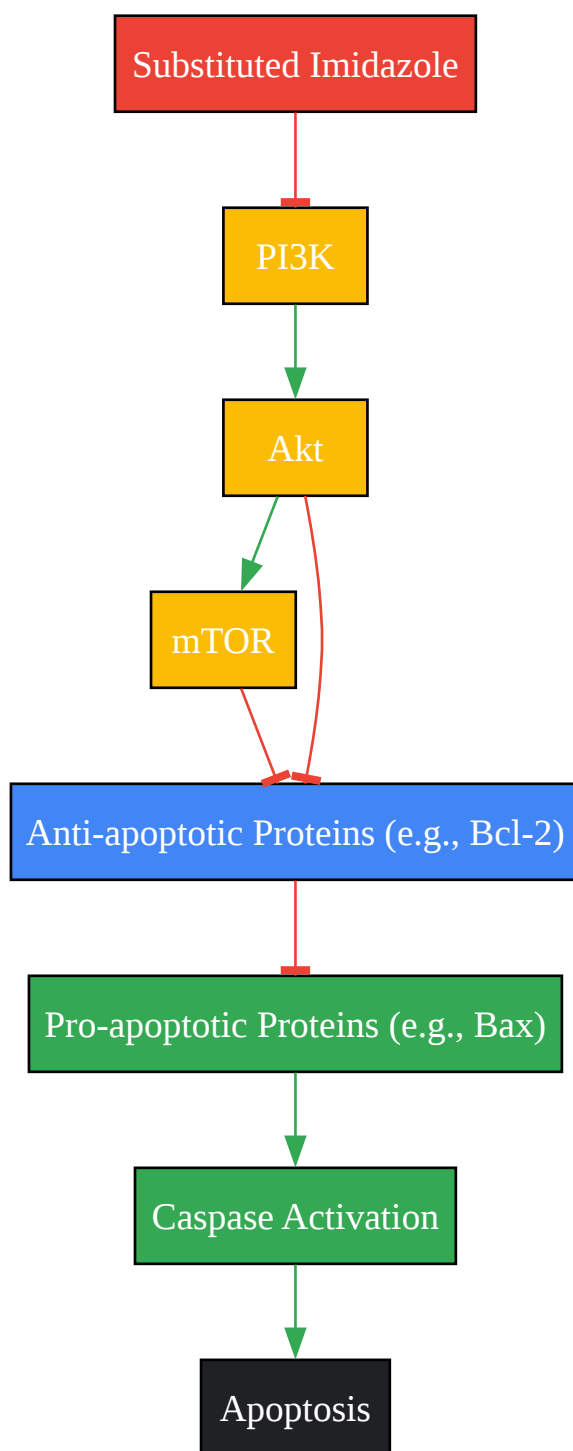 Substituted Imidazole
PI3K
Akt
mTOR
Anti-apoptotic Proteins (e.g., Bcl-2)
Pro-apoptotic Proteins (e.g., Bax)
Caspase Activation
Apoptosis